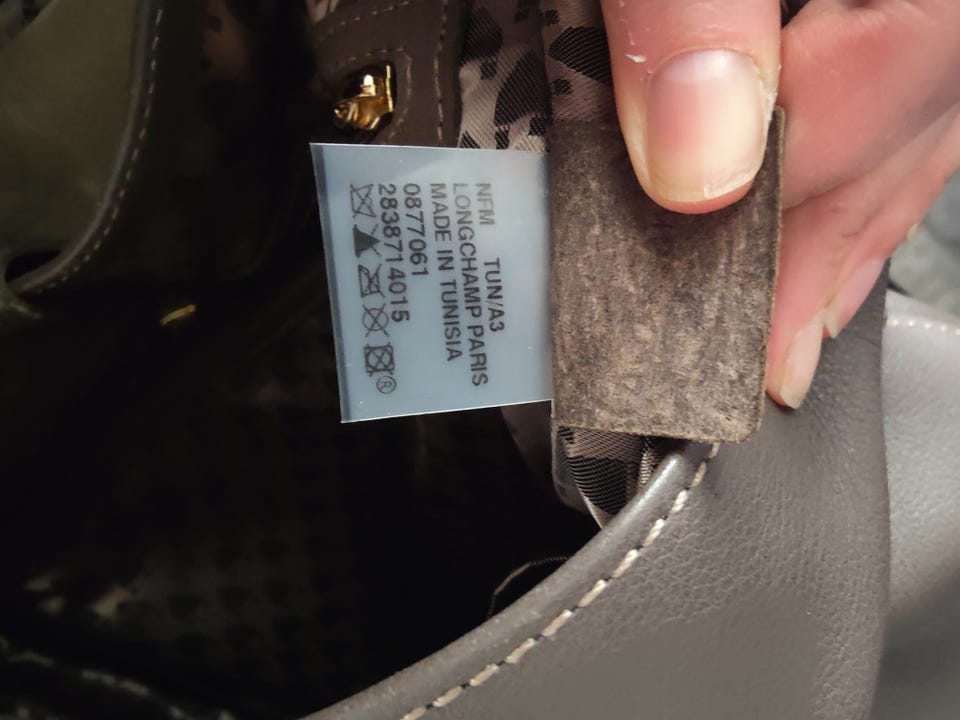 NFM TUN/A3
LONGCHAMP PARIS
MADE IN TUNISIA
0877061
2838714015
®